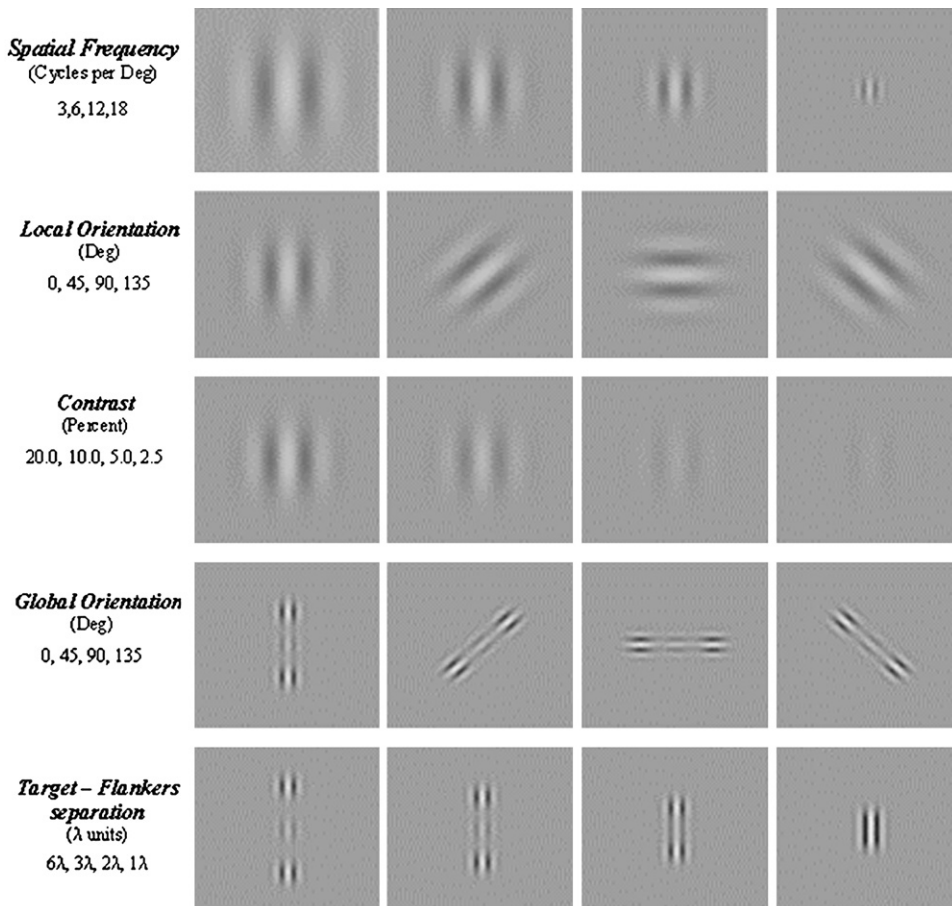 Spatial Frequency
(Cycles per Deg)
3,6,12,18
Local Orientation
(Deg)
0, 45, 90, 135
Contrast
(Percent)
20.0, 10.0, 5.0, 2.5
Global Orientation
(Deg)
0, 45, 90, 135
Target – Flankers
separation
(λ units)
6λ, 3λ, 2λ, 1λ